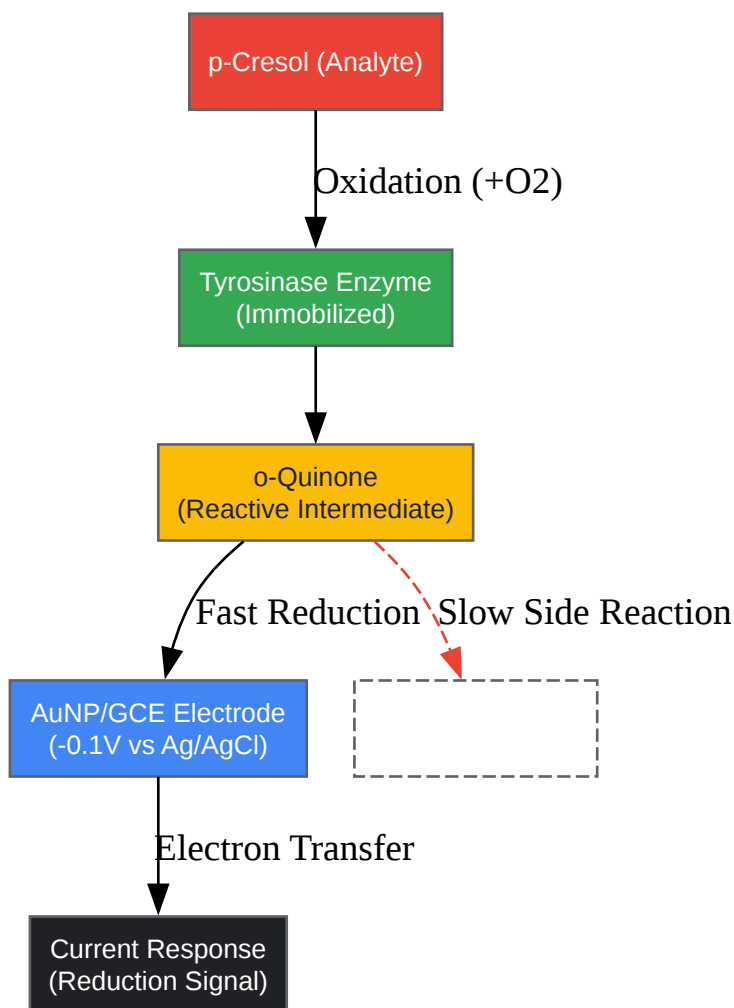 p-Cresol (Analyte)
Oxidation (+O2)
Tyrosinase Enzyme
(Immobilized)
o-Quinone
(Reactive Intermediate)
Fast Reduction
Slow Side Reaction
AuNP/GCE Electrode
(-0.1V vs Ag/AgCl)
Electron Transfer
Current Response
(Reduction Signal)